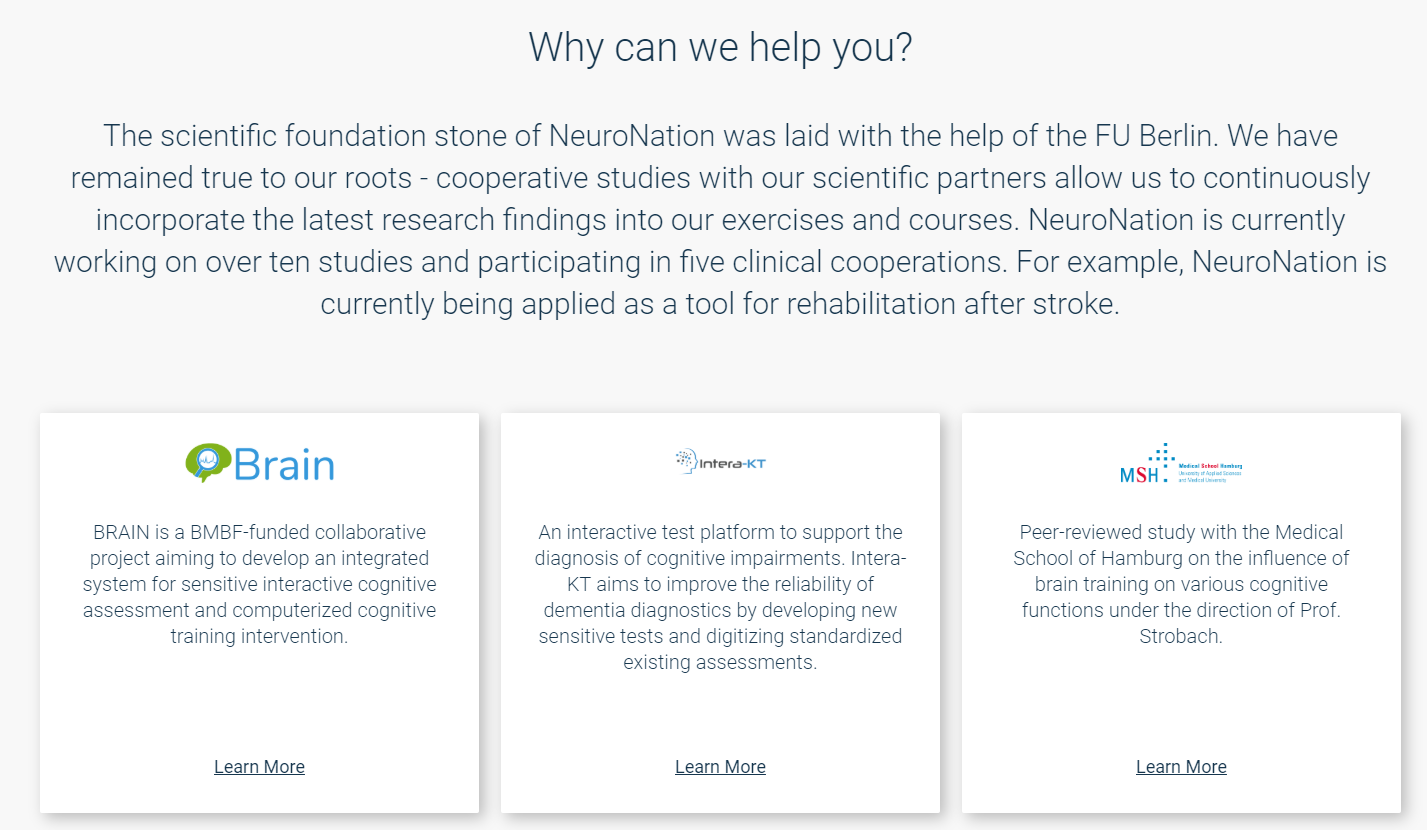 Why can we help you?
The scientific foundation stone of NeuroNation was laid with the help of the FU Berlin. We have
remained true to our roots - cooperative studies with our scientific partners allow us to continuously
incorporate the latest research findings into our exercises and courses. NeuroNation is currently
working on over ten studies and participating in five clinical cooperations. For example, NeuroNation is
currently being applied as a tool for rehabilitation after stroke.
Brain
BRAIN is a BMBF-funded collaborative
project aiming to develop an integrated
system for sensitive interactive cognitive
assessment and computerized cognitive
training intervention.
Learn More
Intera-KT
An interactive test platform to support the
diagnosis of cognitive impairments. Intera-
KT aims to improve the reliability of
dementia diagnostics by developing new
sensitive tests and digitizing standardized
existing assessments.
Learn More
MSH
Medical School Hamburg
University of Applied Sciences
and Medical University
Peer-reviewed study with the Medical
School of Hamburg on the influence of
brain training on various cognitive
functions under the direction of Prof.
Strobach.
Learn More